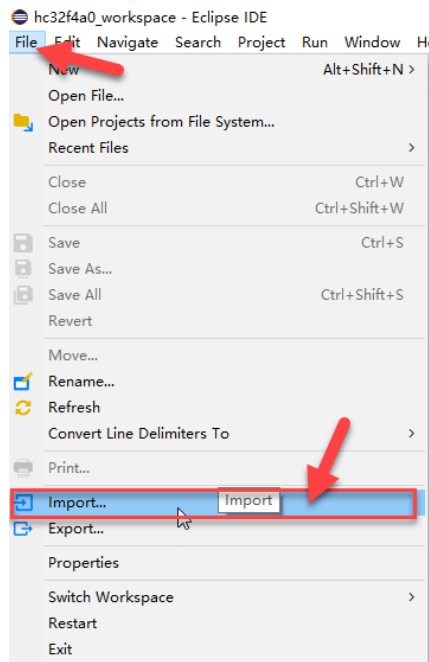 hc32f4a0_workspace - Eclipse IDE
File Edit Navigate Search Project Run Window
New Alt+Shift+N >
Open File...
Open Projects from File System...
Recent Files >
Close Ctrl+W
Close All Ctrl+Shift+W
Save Ctrl+S
Save As...
Save All Ctrl+Shift+S
Revert
Move...
Rename...
Refresh
Convert Line Delimiters To >
Print...
Import... Import
Export...
Properties
Switch Workspace >
Restart
Exit